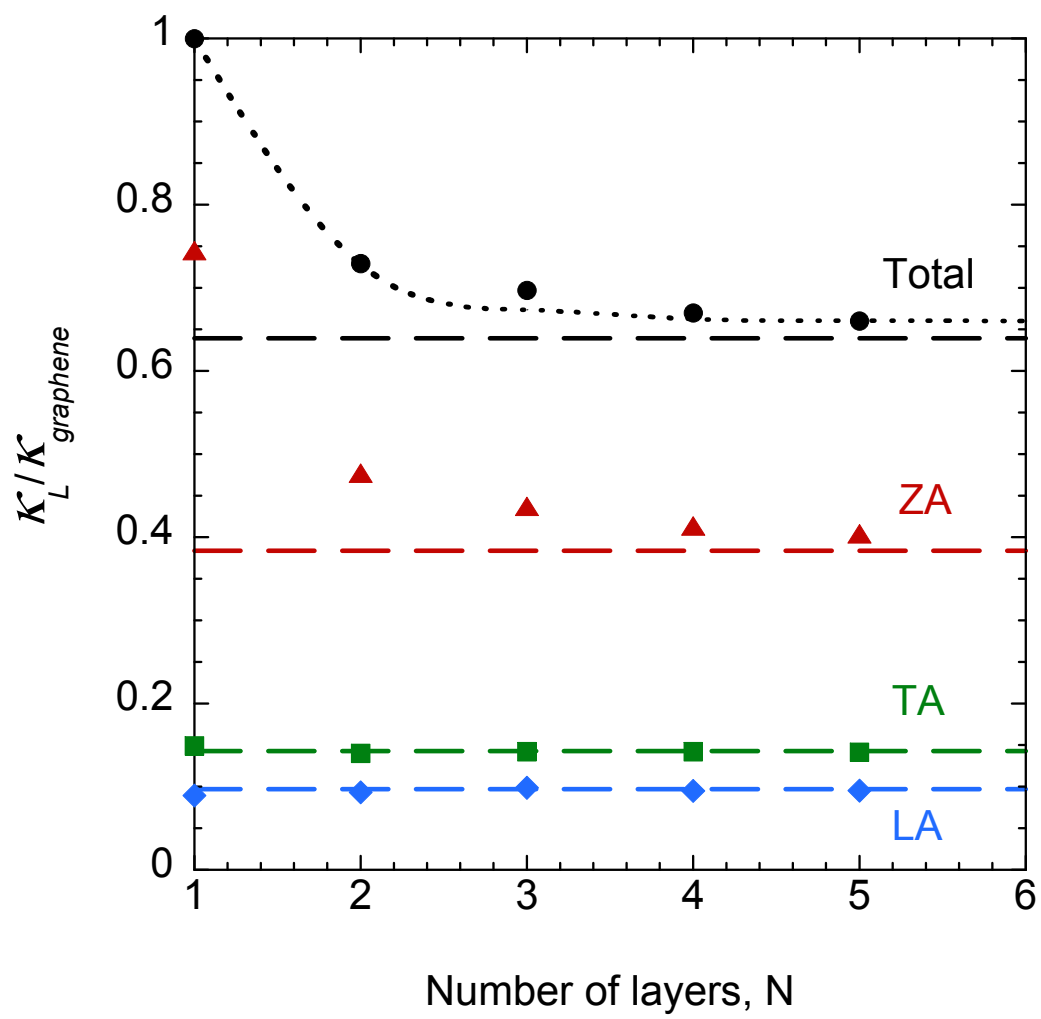 1
0.8
0.6
0.4
0.2
0
κL/κgraphene
Total
ZA
TA
LA
1 2 3 4 5 6
Number of layers, N